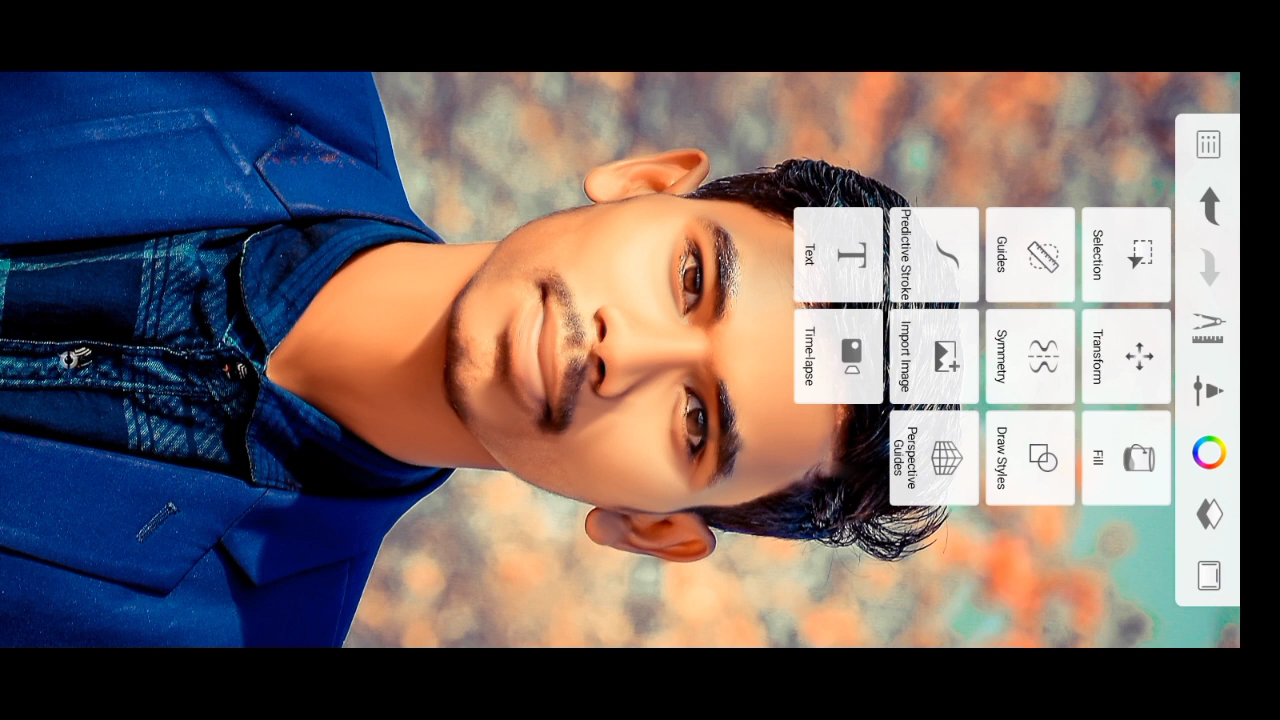 Selection
Transform
Fill
Guides
Symmetry
Draw Styles
Predictive Stroke
Import Image
Perspective
Guides
Text
Time-lapse